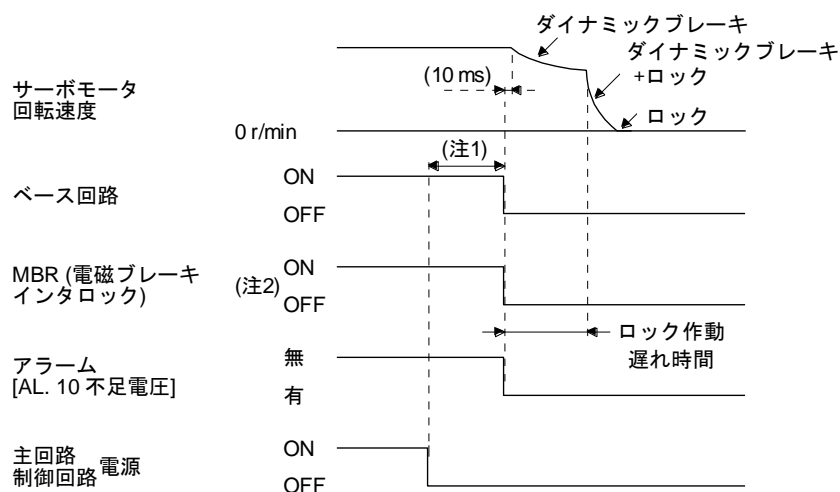 ダイナミックブレーキ
ダイナミックブレーキ
+ロック
ロック
(10 ms)
サーボモータ
回転速度
0 r/min
(注1)
ベース回路
ON
OFF
MBR (電磁ブレーキ
インタロック)
(注2)
ON
OFF
ロック作動
遅れ時間
アラーム
[AL. 10 不足電圧]
無
有
主回路
制御回路
電源
ON
OFF